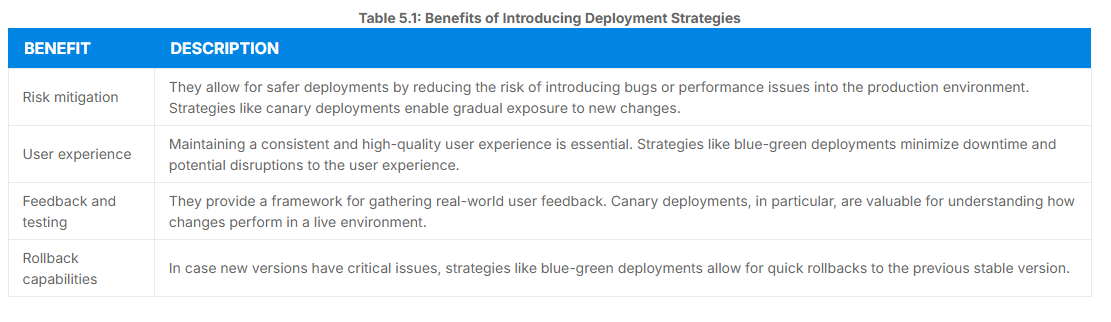 Table 5.1: Benefits of Introducing Deployment Strategies
BENEFIT DESCRIPTION
Risk mitigation
They allow for safer deployments by reducing the risk of introducing bugs or performance issues into the production environment.
Strategies like canary deployments enable gradual exposure to new changes.
User experience
Maintaining a consistent and high-quality user experience is essential. Strategies like blue-green deployments minimize downtime and
potential disruptions to the user experience.
Feedback and
testing
They provide a framework for gathering real-world user feedback. Canary deployments, in particular, are valuable for understanding how
changes perform in a live environment.
Rollback
capabilities
In case new versions have critical issues, strategies like blue-green deployments allow for quick rollbacks to the previous stable version.